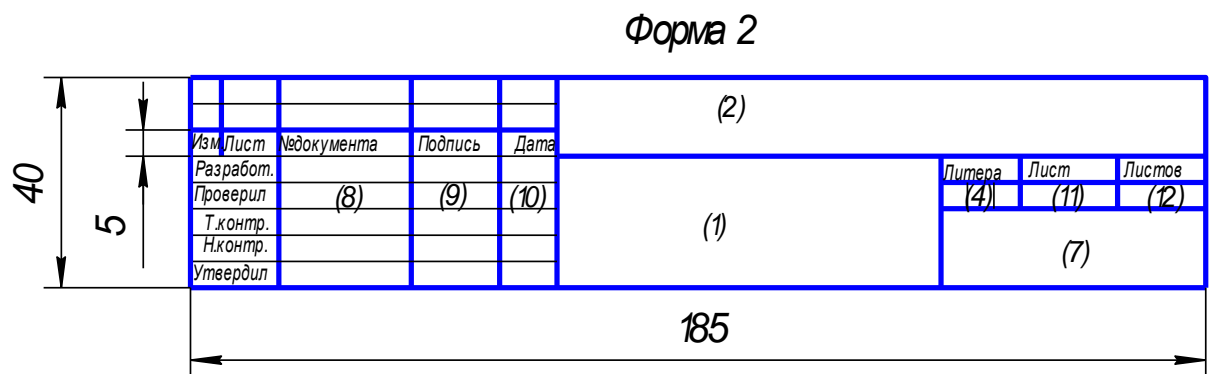 Форма 2
(2)
Изм Лист №документа Подпись Дата
Разработ.
Литера Лист Листов
Проверил (8) (9) (10) (4) (11) (12)
Т.контр.
(1)
Н.контр.
(7)
Утвердил
40
5
185